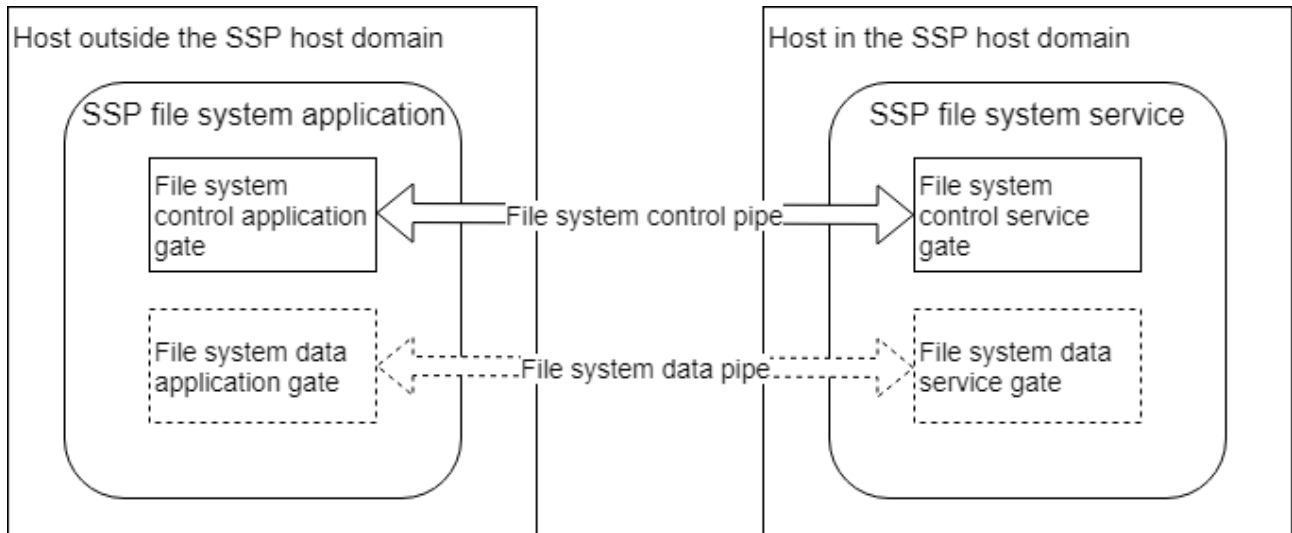 Host outside the SSP host domain
SSP file system application
File system
control application
gate
File system data
application gate
File system control pipe
File system data pipe
Host in the SSP host domain
SSP file system service
File system
control service
gate
File system data
service gate